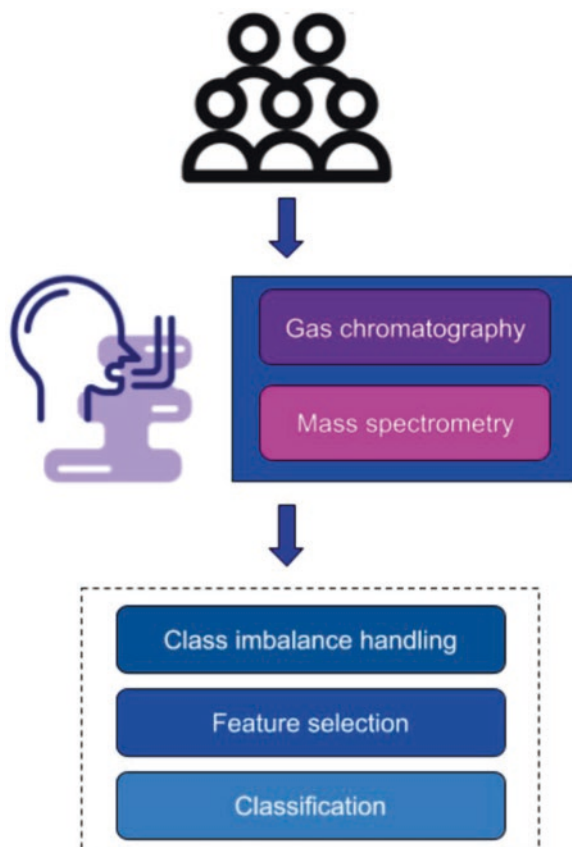 Gas chromatography
Mass spectrometry
Class imbalance handling
Feature selection
Classification